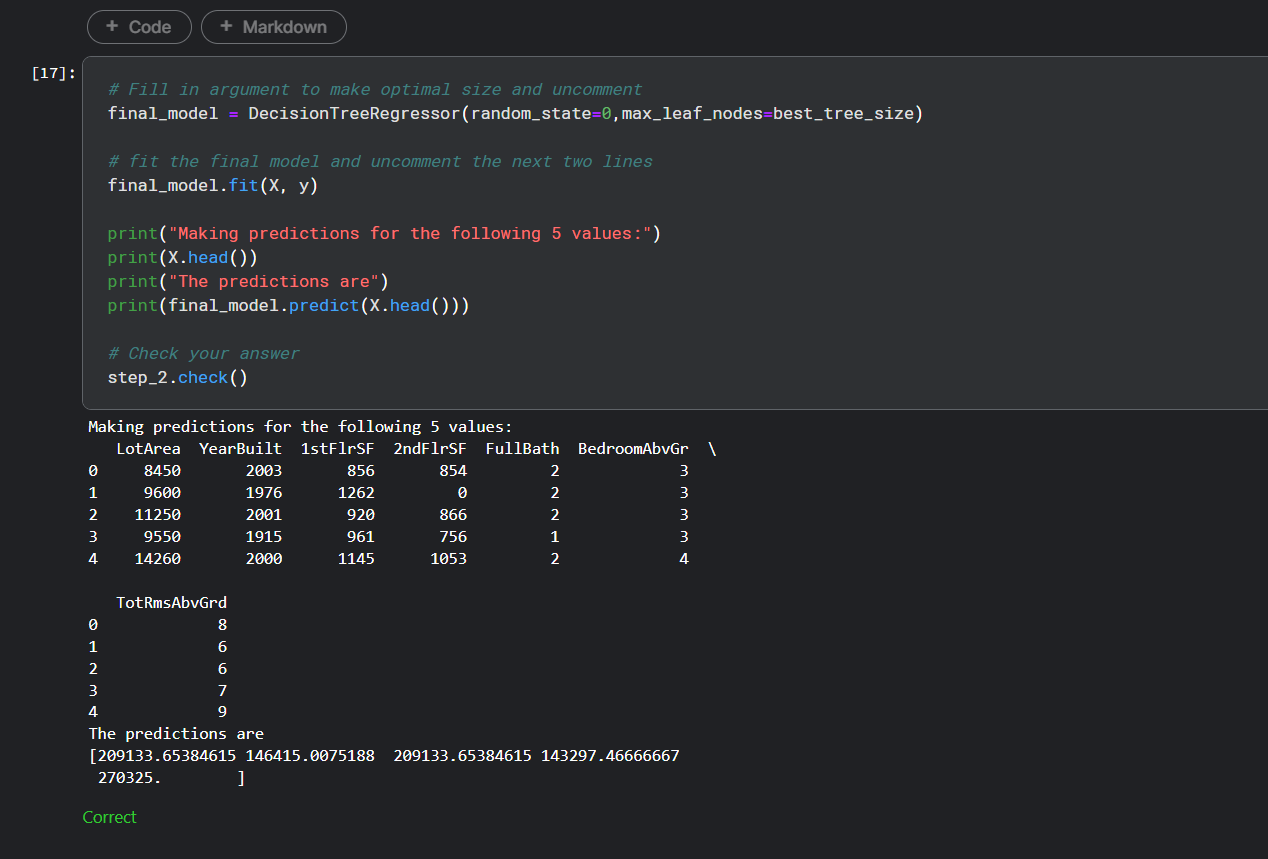 + Code + Markdown
[17]:
# Fill in argument to make optimal size and uncomment
final_model = DecisionTreeRegressor(random_state=0,max_leaf_nodes=best_tree_size)
# fit the final model and uncomment the next two lines
final_model.fit(X, y)
print("Making predictions for the following 5 values:")
print(X.head())
print("The predictions are")
print(final_model.predict(X.head()))
# Check your answer
step_2.check()
Making predictions for the following 5 values:
   LotArea  YearBuilt  1stFlrSF  2ndFlrSF  FullBath  BedroomAbvGr  \
0     8450       2003       856       854         2             3
1     9600       1976      1262         0         2             3
2    11250       2001       920       866         2             3
3     9550       1915       961       756         1             3
4    14260       2000      1145      1053         2             4
   TotRmsAbvGrd
0             8
1             6
2             6
3             7
4             9
The predictions are
[209133.65384615 146415.0075188  209133.65384615 143297.46666667
 270325.        ]
Correct